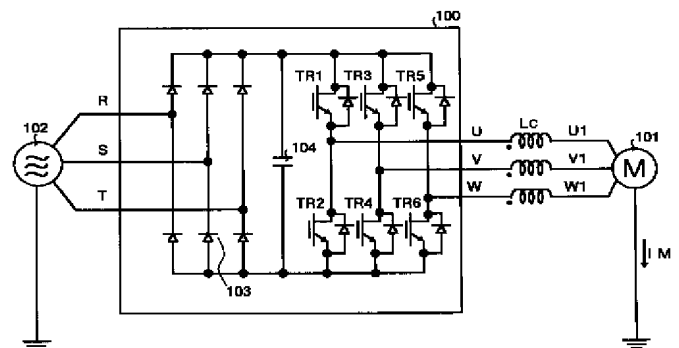 100
TR1 TR3 TR5
R
102
S
104
T
U Lc U1 101
V V1
W W1
M
TR2 TR4 TR6
103
I M